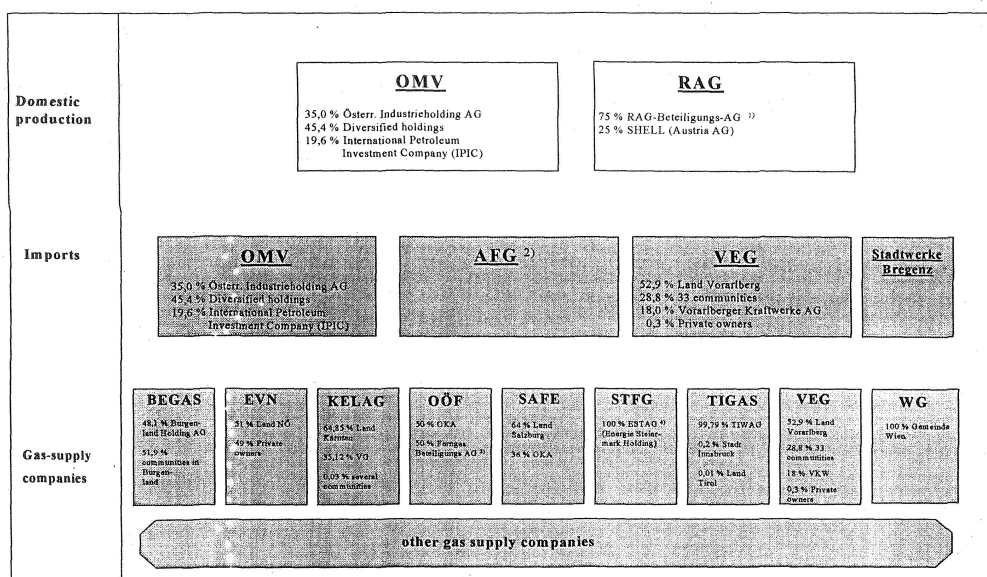 Domestic
production
OMV
35,0 % Österr. Industrieholding AG
45,4 % Diversified holdings
19,6 % International Petroleum
Investment Company (IPIC)
RAG
75 % RAG-Beteiligungs-AG 1)
25 % SHELL (Austria AG)
Imports
OMV
35,0 % Österr. Industrieholding AG
45,4 % Diversified holdings
19,6 % International Petroleum
Investment Company (IPIC)
AFG 2)
VEG
52,9 % Land Vorarlberg
28,8 % 33 communities
18,0 % Vorarlberger Kraftwerke AG
0,3 % Private owners
Stadtwerke
Bregenz
Gas-supply
companies
BEGAS
48,1 % Burgen-
land Holding AG
51,9 %
communities in
Burgen-
land
EVN
51 % Land NÖ
49 % Private
owners
KELAG
64,85 % Land
Kärnten
35,12 % VG
0,03 % several
communities
OÖF
50 % OKA
50% Ferngas
Beteiligungs AG 3)
SAFE
64 % Land
Salzburg
36 % OKA
STFG
100 % ESTAG 4)
(Energie Steier-
mark Holding)
TIGAS
99,79 % TIWAG
0,2 % Stadt
Innsbruck
0,01 % Land
Tirol
VEG
52,9 % Land
Vorarlberg
28,8 % 33
communities
18 % VKW
0,3 % Private
owners
WG
100 % Gemeinde
Wien
other gas supply companies